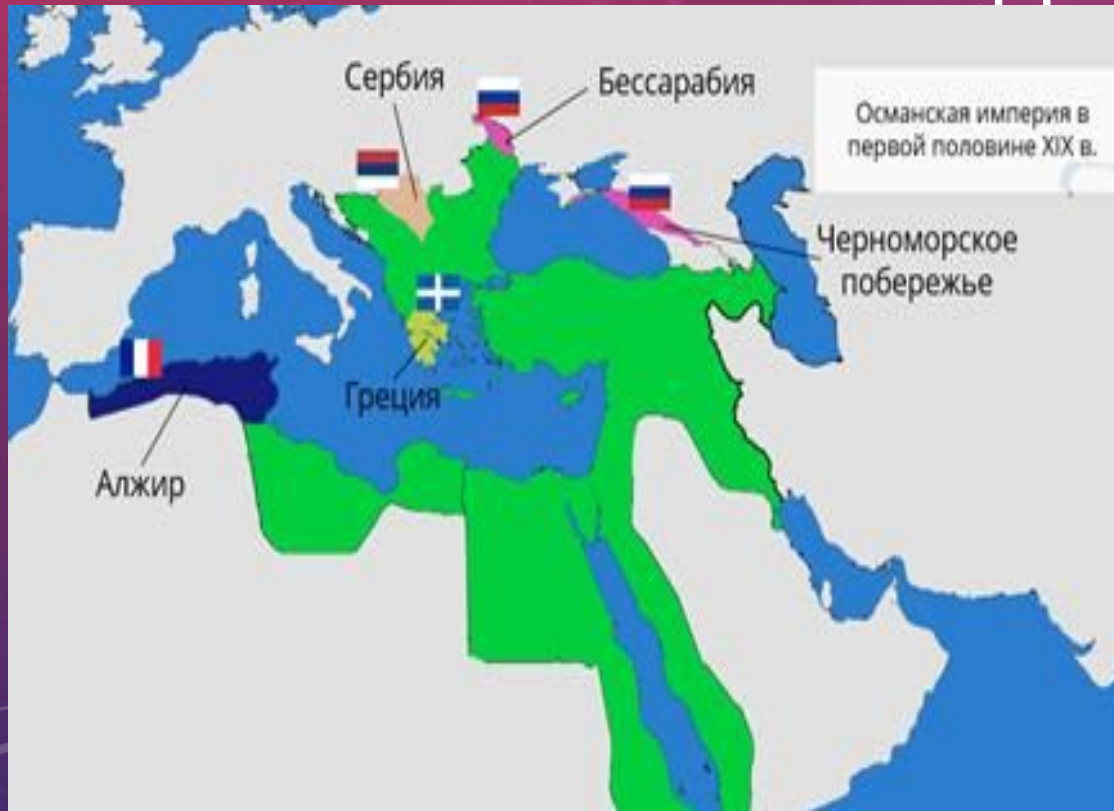 Сербия
Бессарабия
Османская империя в
первой половине XIX в.
Черноморское
побережье
Греция
Алжир